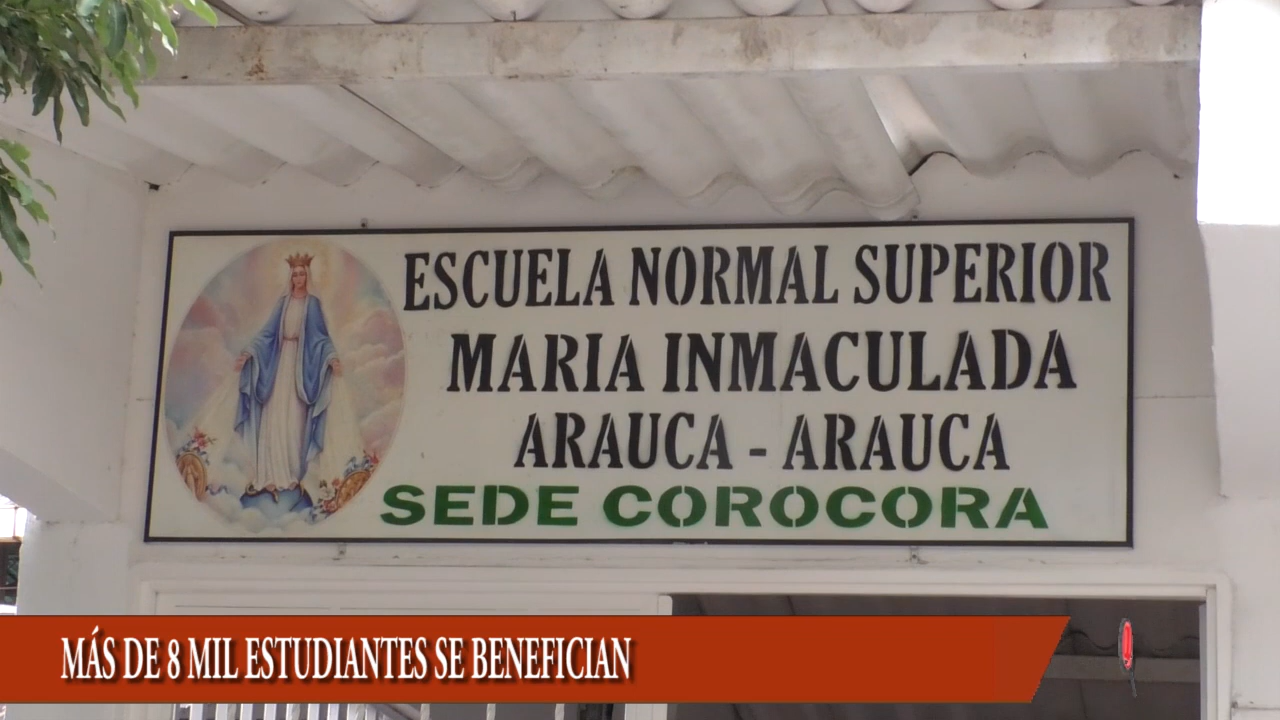 ESCUELA NORMAL SUPERIOR
MARIA INMACULADA
ARAUCA - ARAUCA
SEDE COROCORA
MÁS DE 8 MIL ESTUDIANTES SE BENEFICIAN